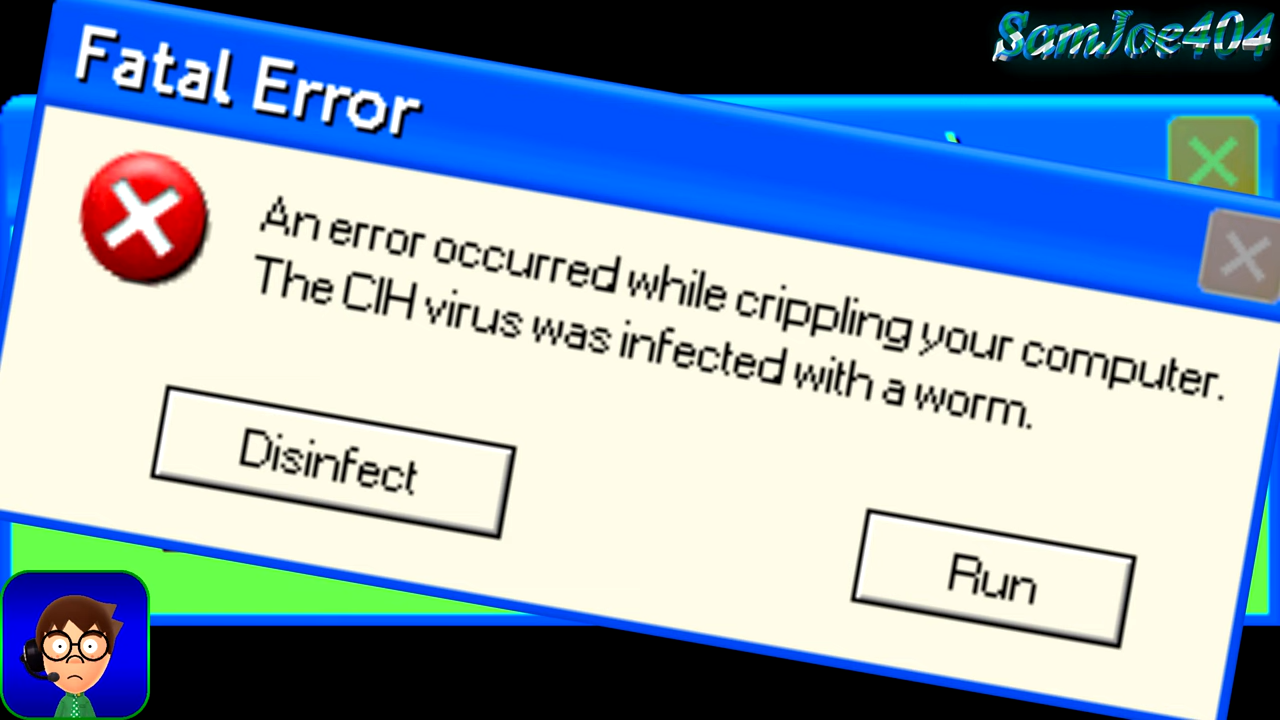 SamJoe404
Fatal Error
An error occurred while crippling your computer.
The CIH virus was infected with a worm.
Disinfect
Run